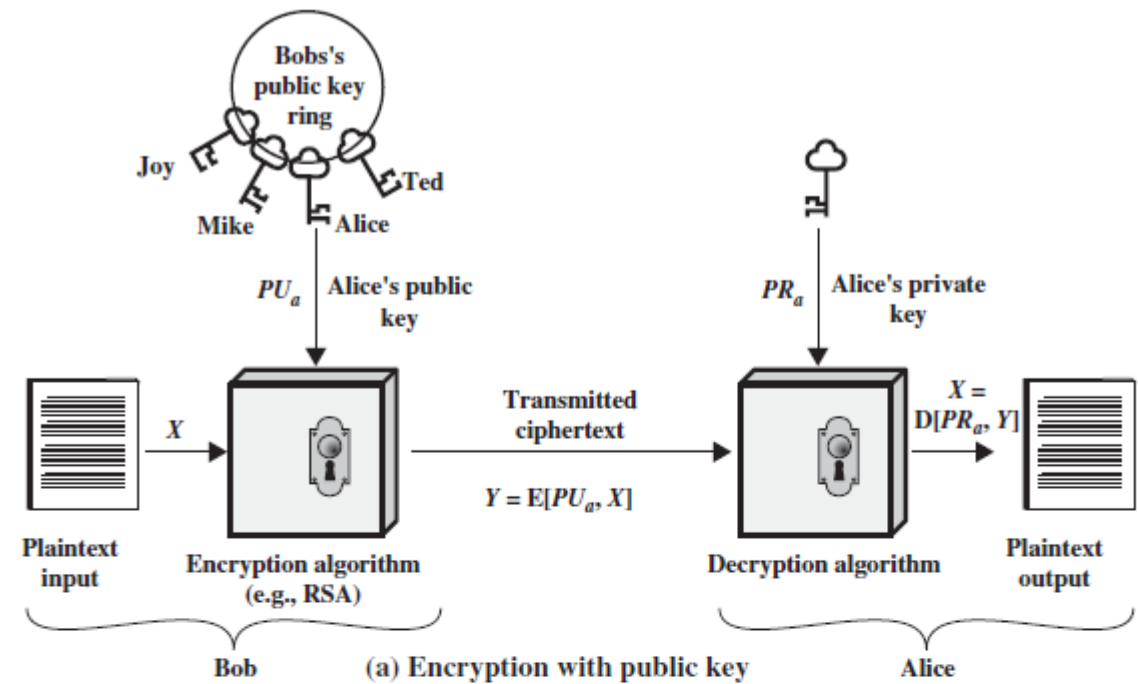 Bobs's
public key
ring
Joy
Ted
Mike
Alice
PUa
Alice's public
key
PRa
Alice's private
key
X
Transmitted
ciphertext
Y = E[PUa, X]
X =
D[PRa, Y]
Plaintext
input
Encryption algorithm
(e.g., RSA)
Decryption algorithm
Plaintext
output
Bob
(a) Encryption with public key
Alice